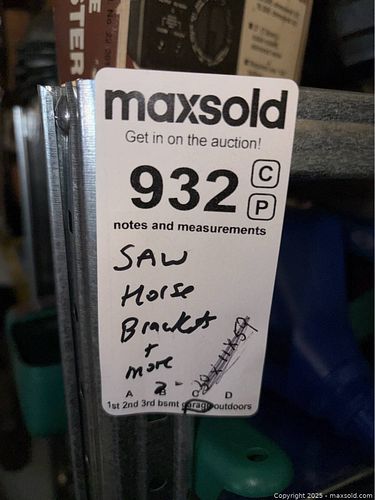 STER
maxsold
Get in on the auction!
932 C
P
notes and measurements
SAW
Horse
Brackets
+
more
A B C D
1st 2nd 3rd bsmt garage outdoors
Copyright 2025 - maxsold.com